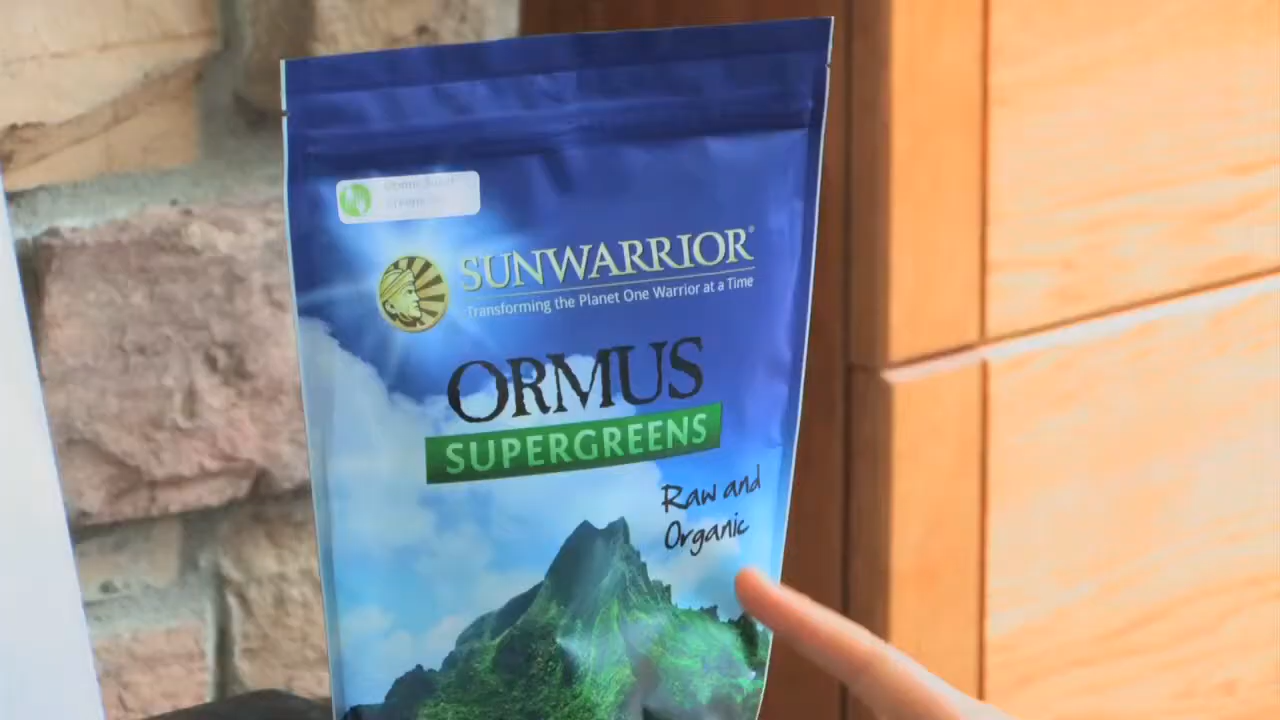 SUNWARRIOR®
Transforming the Planet One Warrior at a Time
ORMUS
SUPERGREENS
Raw and
Organic